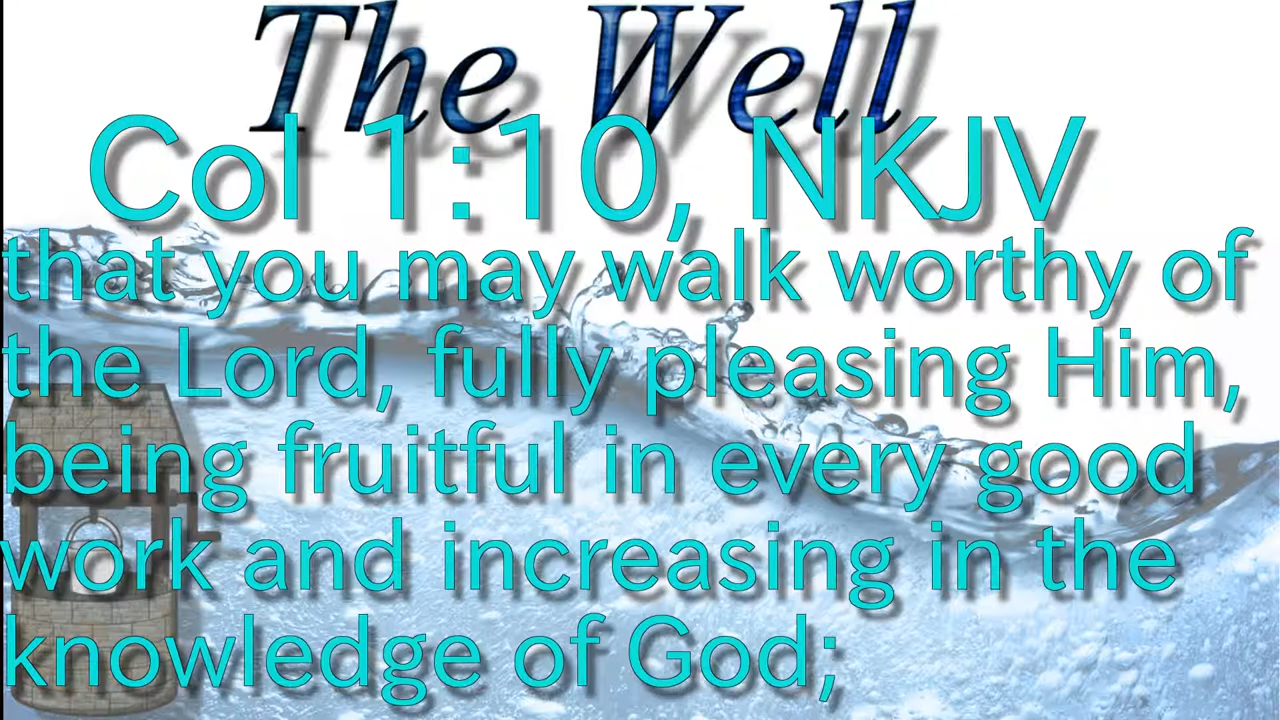 The Well
Col 1:10, NKJV
that you may walk worthy of
the Lord, fully pleasing Him,
being fruitful in every good
work and increasing in the
knowledge of God;